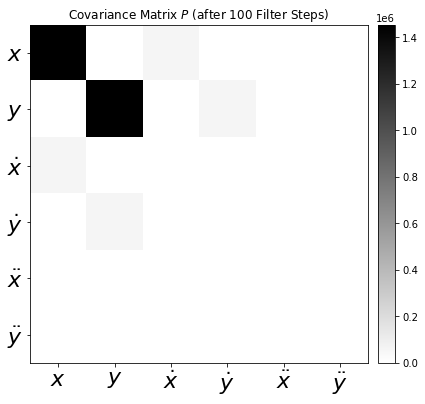 Covariance Matrix P (after 100 Filter Steps)
1e6
x
y
ẋ
ẏ
ẍ
ÿ
x
y
ẋ
ẏ
ẍ
ÿ
1.4
1.2
1.0
0.8
0.6
0.4
0.2
0.0